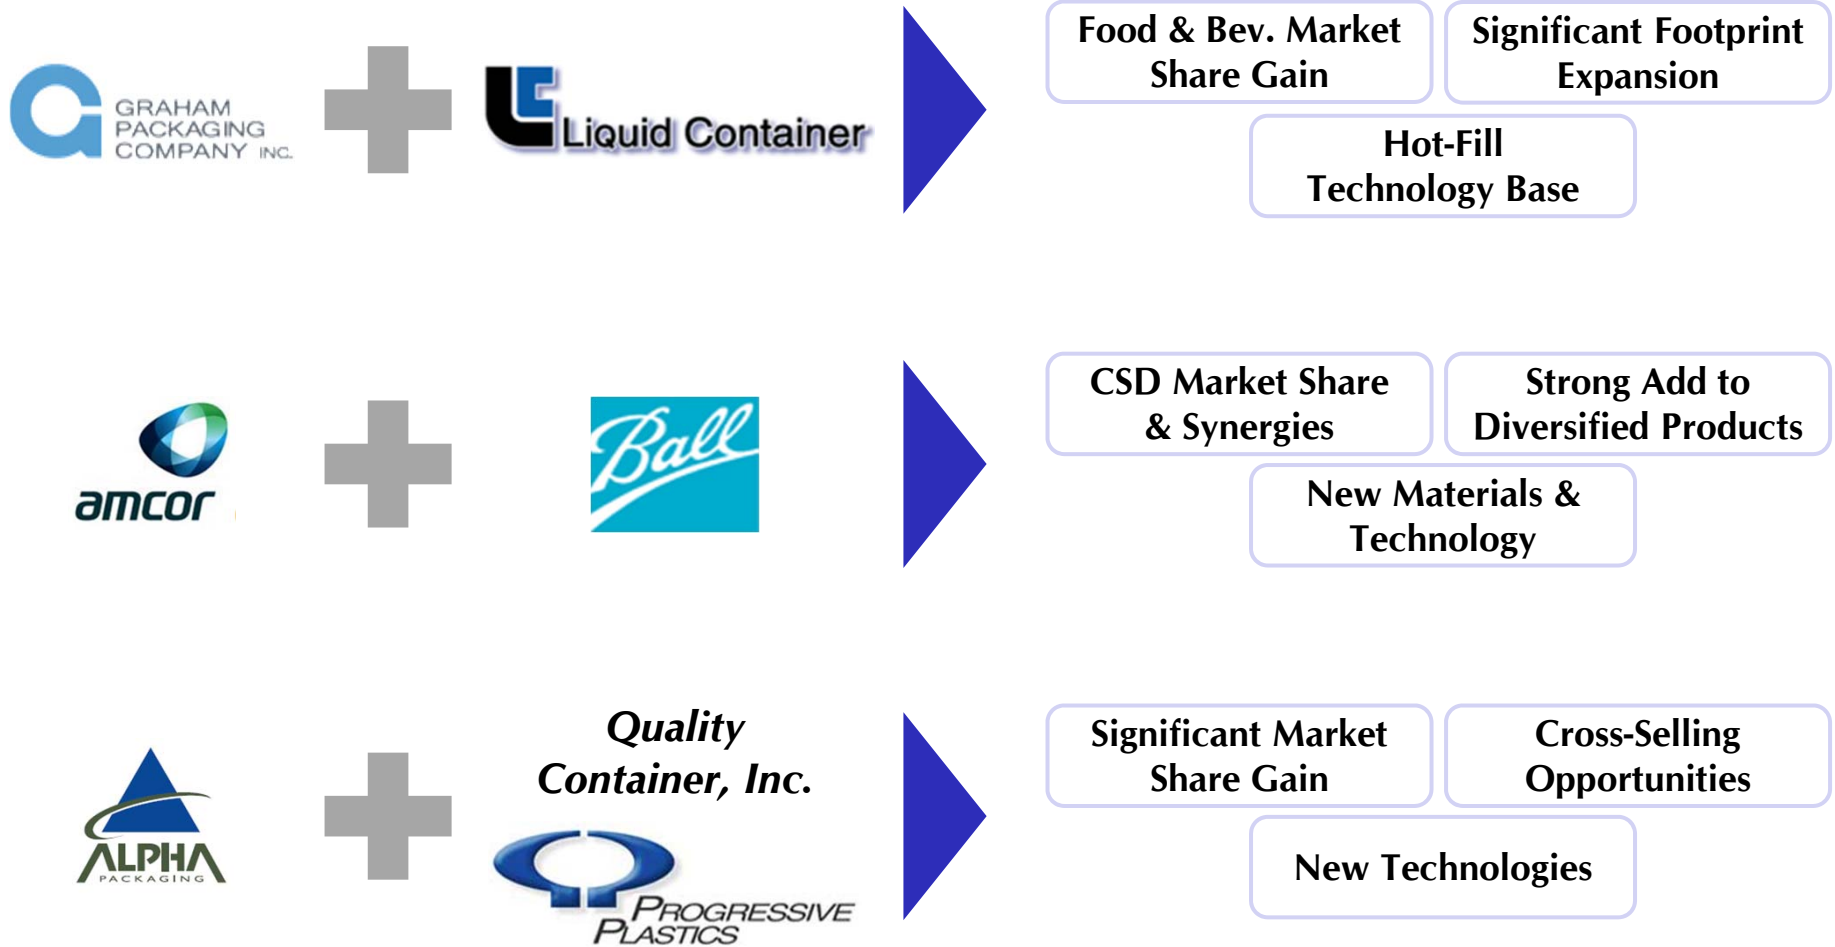 GRAHAM
PACKAGING
COMPANY INC.
Liquid Container
Food & Bev. Market
Share Gain
Significant Footprint
Expansion
Hot-Fill
Technology Base
amcor
Ball
CSD Market Share
& Synergies
Strong Add to
Diversified Products
New Materials &
Technology
ALPHA
PACKAGING
Quality
Container, Inc.
PROGRESSIVE
PLASTICS
Significant Market
Share Gain
Cross-Selling
Opportunities
New Technologies